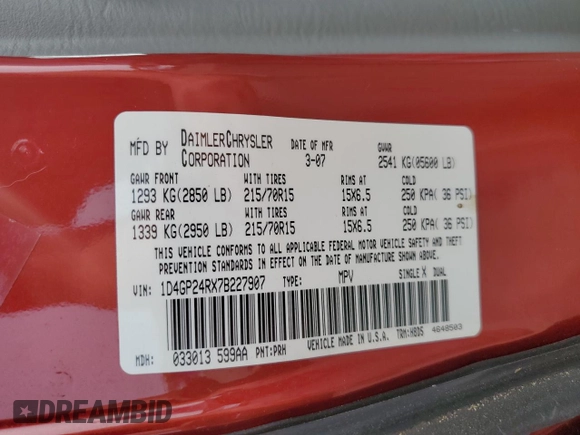 MFD BY DAIMLERCHRYSLER CORPORATION DATE OF MFR 3-07 GVWR 2541 KG(05600 LB)
GAWR FRONT WITH TIRES RIMS AT COLD
1293 KG(2850 LB) 215/70R15 15X6.5 250 KPA( 36 PSI)
GAWR REAR WITH TIRES RIMS AT COLD
1339 KG(2950 LB) 215/70R15 15X6.5 250 KPA( 36 PSI)
THIS VEHICLE CONFORMS TO ALL APPLICABLE FEDERAL MOTOR VEHICLE SAFETY AND THEFT
PREVENTION STANDARDS IN EFFECT ON THE DATE OF MANUFACTURE SHOWN ABOVE.
VIN: 1D4GP24RX7B227907 TYPE: MPV SINGLE X DUAL
MDH: 033013 599AA PNT:PRH VEHICLE MADE IN U.S.A. TRM:H8D5 4648503
DREAMBID